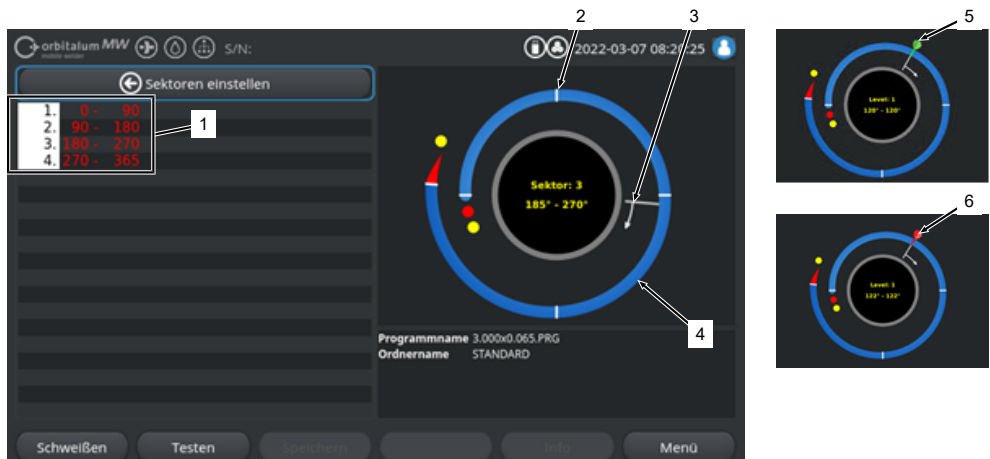 2
3
5
orbitalum MW
mobile welder
S/N:
2022-03-07 08:20:25
Sektoren einstellen
1. 0 - 90
2. 90 - 180
3. 180 - 270
4. 270 - 365
1
Sektor: 3
185° - 270°
4
Programmname 3.000x0.065.PRG
Ordnername STANDARD
Schweißen
Testen
Speichern
Info
Menü
Level: 1
120° - 120°
6
Level: 1
122° - 122°